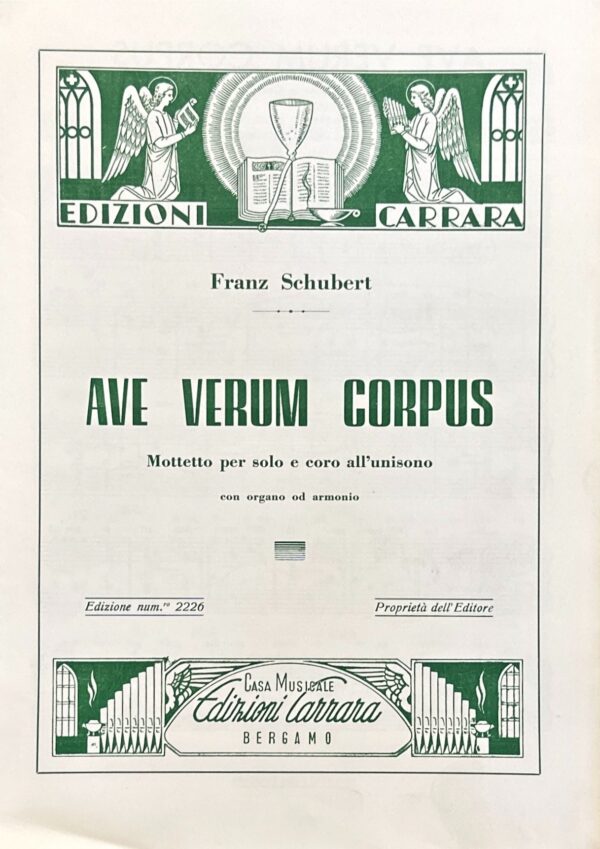 EDIZIONI CARRARA
Franz Schubert
AVE VERUM CORPUS
Mottetto per solo e coro all'unisono
con organo od armonio
Edizione num.ro 2226
Proprietà dell'Editore
CASA MUSICALE
Edizioni Carrara
BERGAMO